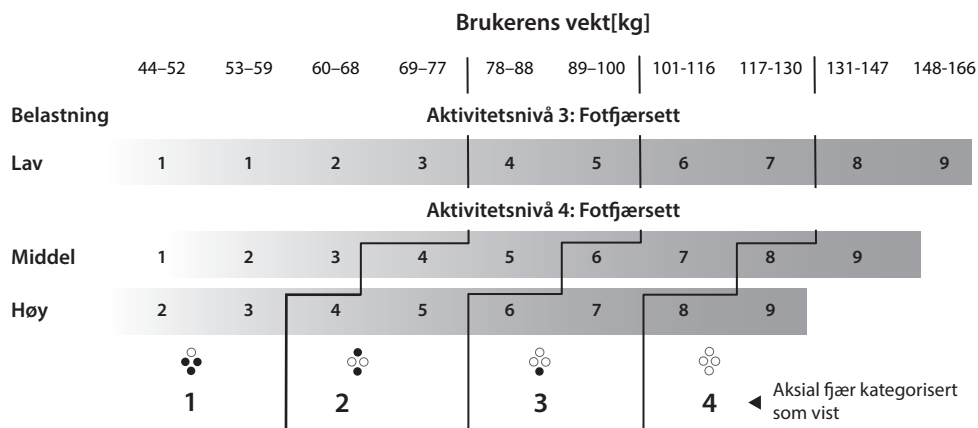 Brukerens vekt[kg]
44–52 53–59 60–68 69–77 78–88 89–100 101-116 117-130 131-147 148-166
Belastning Aktivitetsnivå 3: Fotfjærsett
Lav 1 1 2 3 4 5 6 7 8 9
Aktivitetsnivå 4: Fotfjærsett
Middel 1 2 3 4 5 6 7 8 9
Høy 2 3 4 5 6 7 8 9
1 2 3 4
Aksial fjær kategorisert
som vist